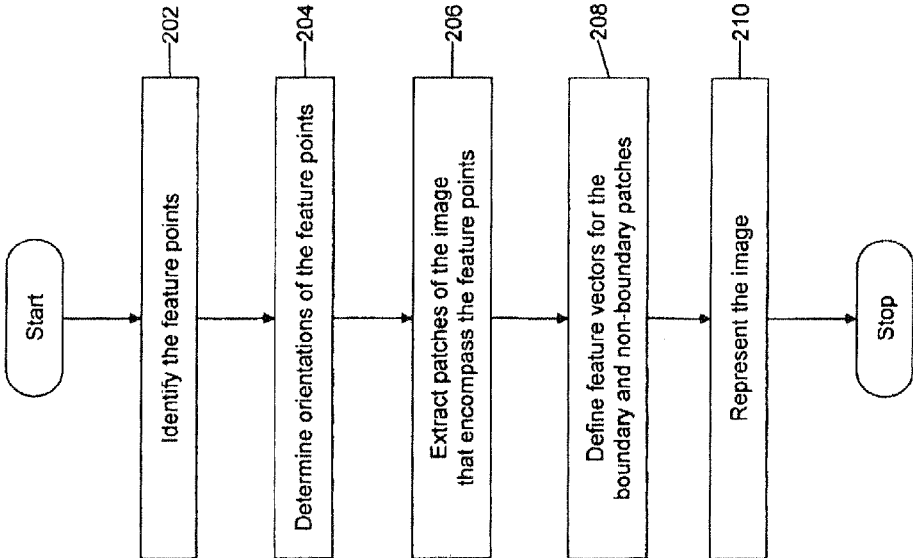 Start
Identify the feature points
202
Determine orientations of the feature points
204
Extract patches of the image
that encompass the feature points
206
Define feature vectors for the
boundary and non-boundary patches
208
Represent the image
210
Stop